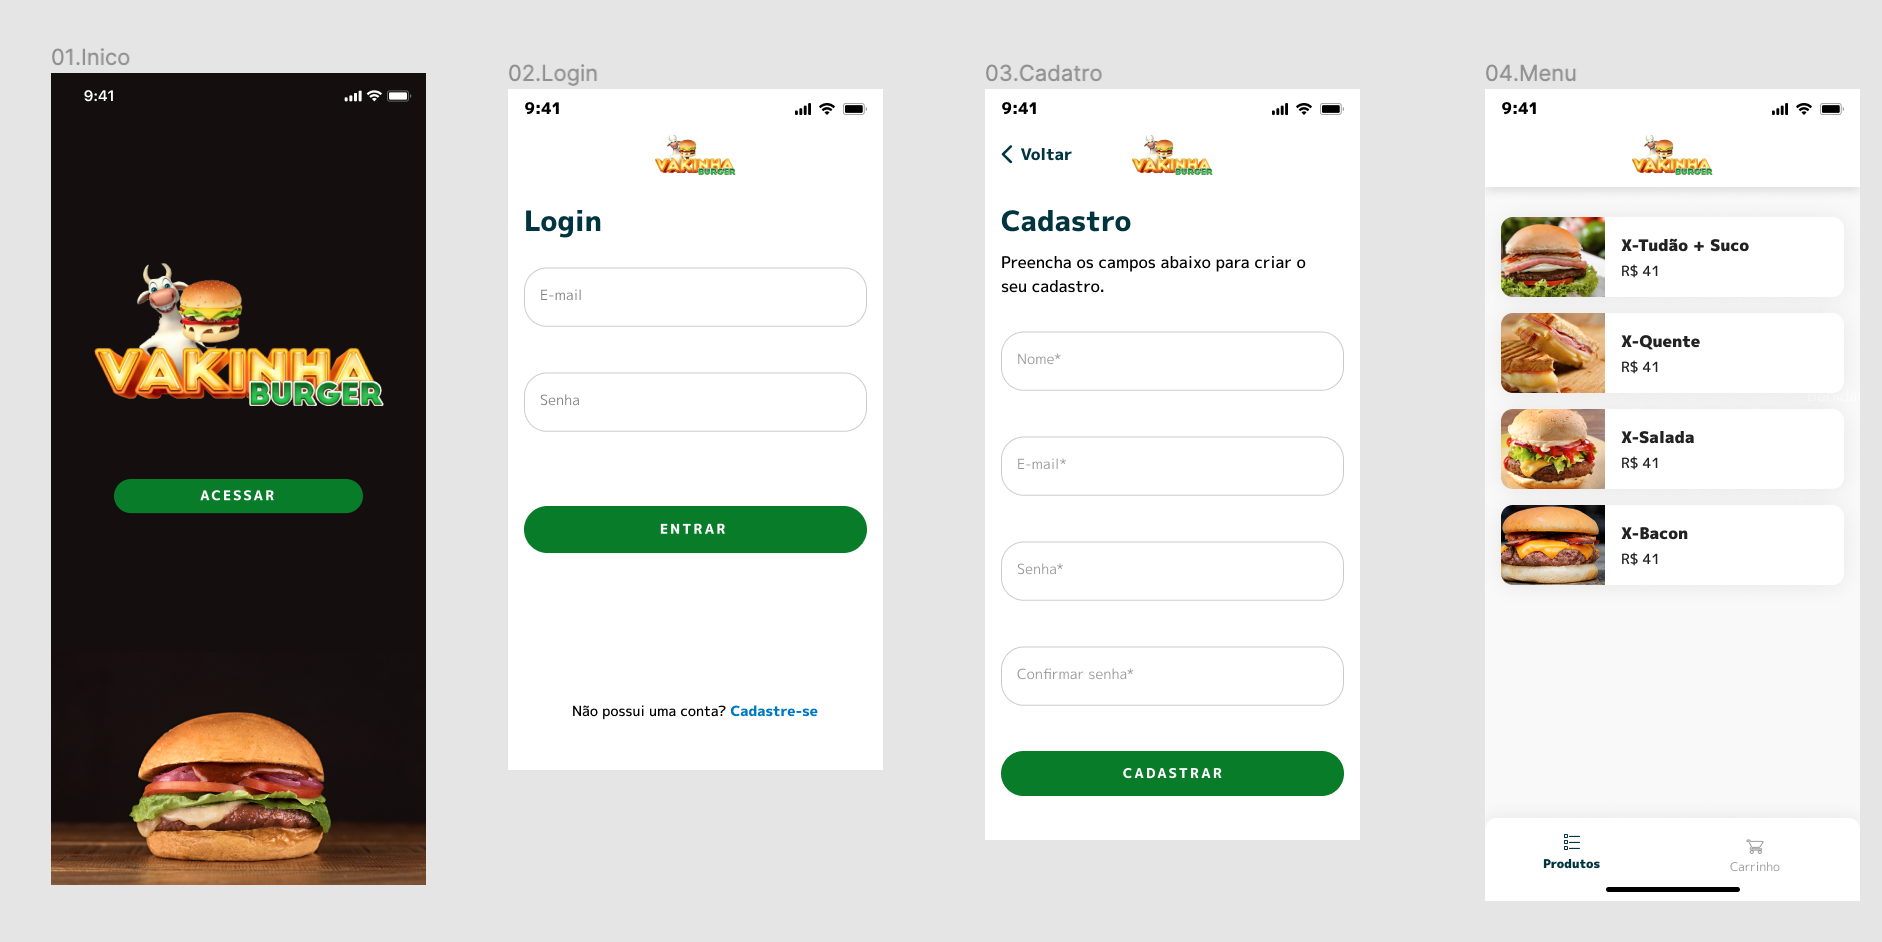 01.Inico
9:41
VAKINHA
BURGER
ACESSAR
02.Login
9:41
VAKINHA
BURGER
Login
E-mail
Senha
ENTRAR
Não possui uma conta? Cadastre-se
03.Cadatro
9:41
Voltar
VAKINHA
BURGER
Cadastro
Preencha os campos abaixo para criar o
seu cadastro.
Nome*
E-mail*
Senha*
Confirmar senha*
CADASTRAR
04.Menu
9:41
VAKINHA
BURGER
X-Tudão + Suco
R$ 41
X-Quente
R$ 41
X-Salada
R$ 41
X-Bacon
R$ 41
Produtos
Carrinho